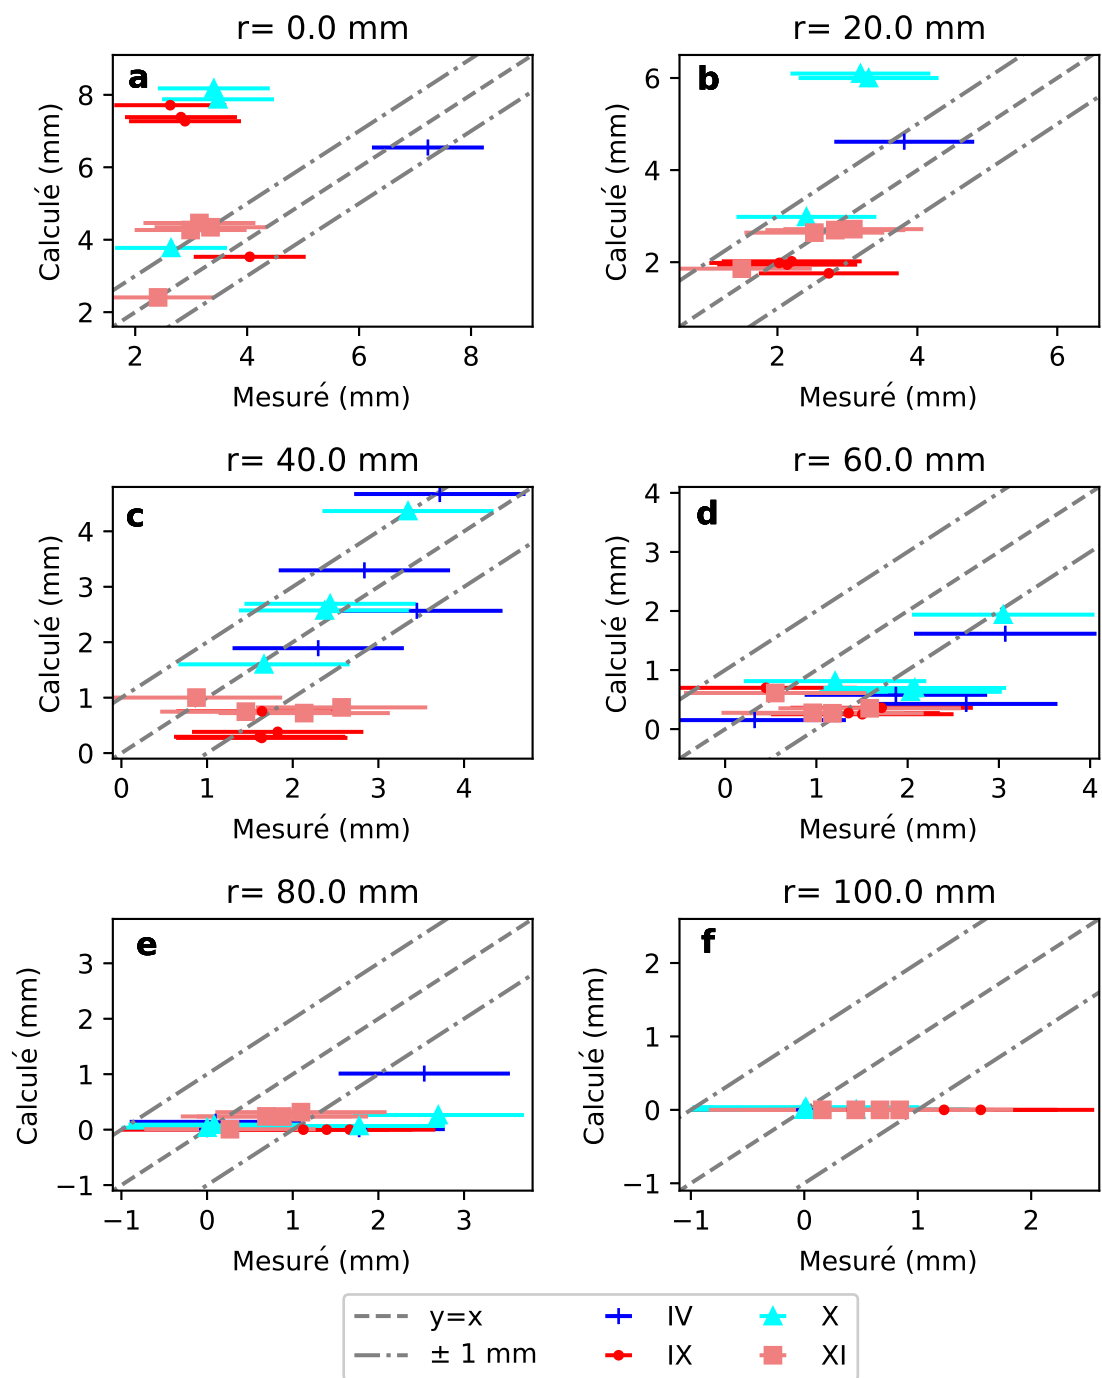 r= 0.0 mm
a
Calculé (mm)
8
6
4
2
2 4 6 8
Mesuré (mm)
r= 20.0 mm
b
Calculé (mm)
6
4
2
2 4 6
Mesuré (mm)
r= 40.0 mm
c
Calculé (mm)
4
3
2
1
0
0 1 2 3 4
Mesuré (mm)
r= 60.0 mm
d
Calculé (mm)
4
3
2
1
0
0 1 2 3 4
Mesuré (mm)
r= 80.0 mm
e
Calculé (mm)
3
2
1
0
−1
−1 0 1 2 3
Mesuré (mm)
r= 100.0 mm
f
Calculé (mm)
2
1
0
−1
−1 0 1 2
Mesuré (mm)
y=x IV X
± 1 mm IX XI